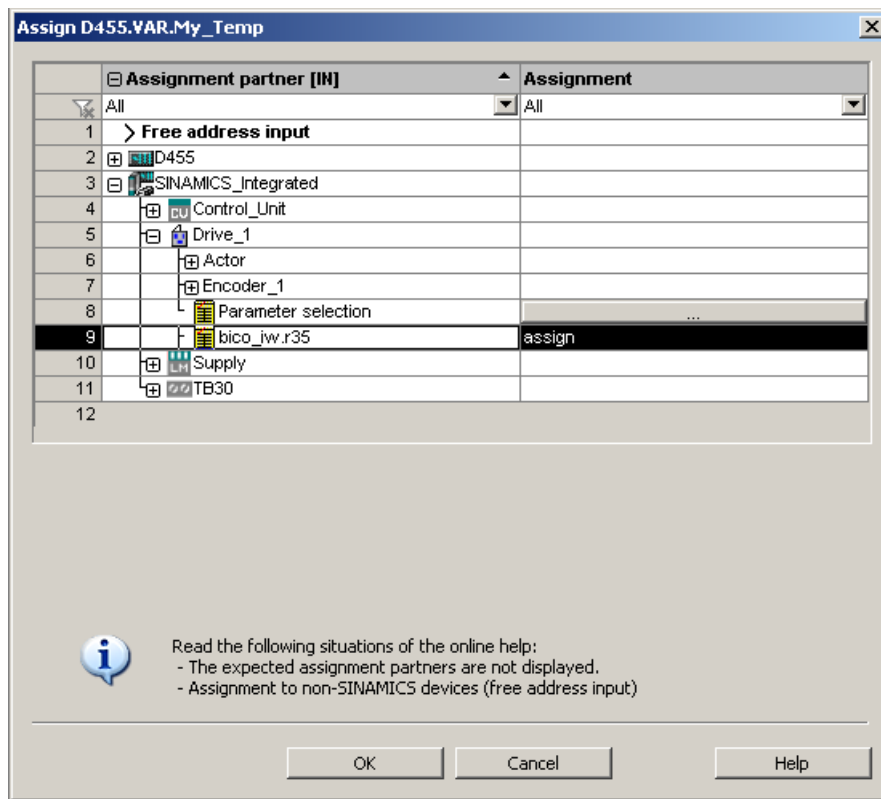 Assign D455.VAR.My_Temp
Assignment partner [IN] Assignment
All All
1 Free address input
2 D455
3 SINAMICS_Integrated
4 CU Control_Unit
5 Drive_1
6 Actor
7 Encoder_1
8 Parameter selection ...
9 bico_iw.r35 assign
10 LM Supply
11 TB30
12
Read the following situations of the online help:
- The expected assignment partners are not displayed.
- Assignment to non-SINAMICS devices (free address input)
OK Cancel Help